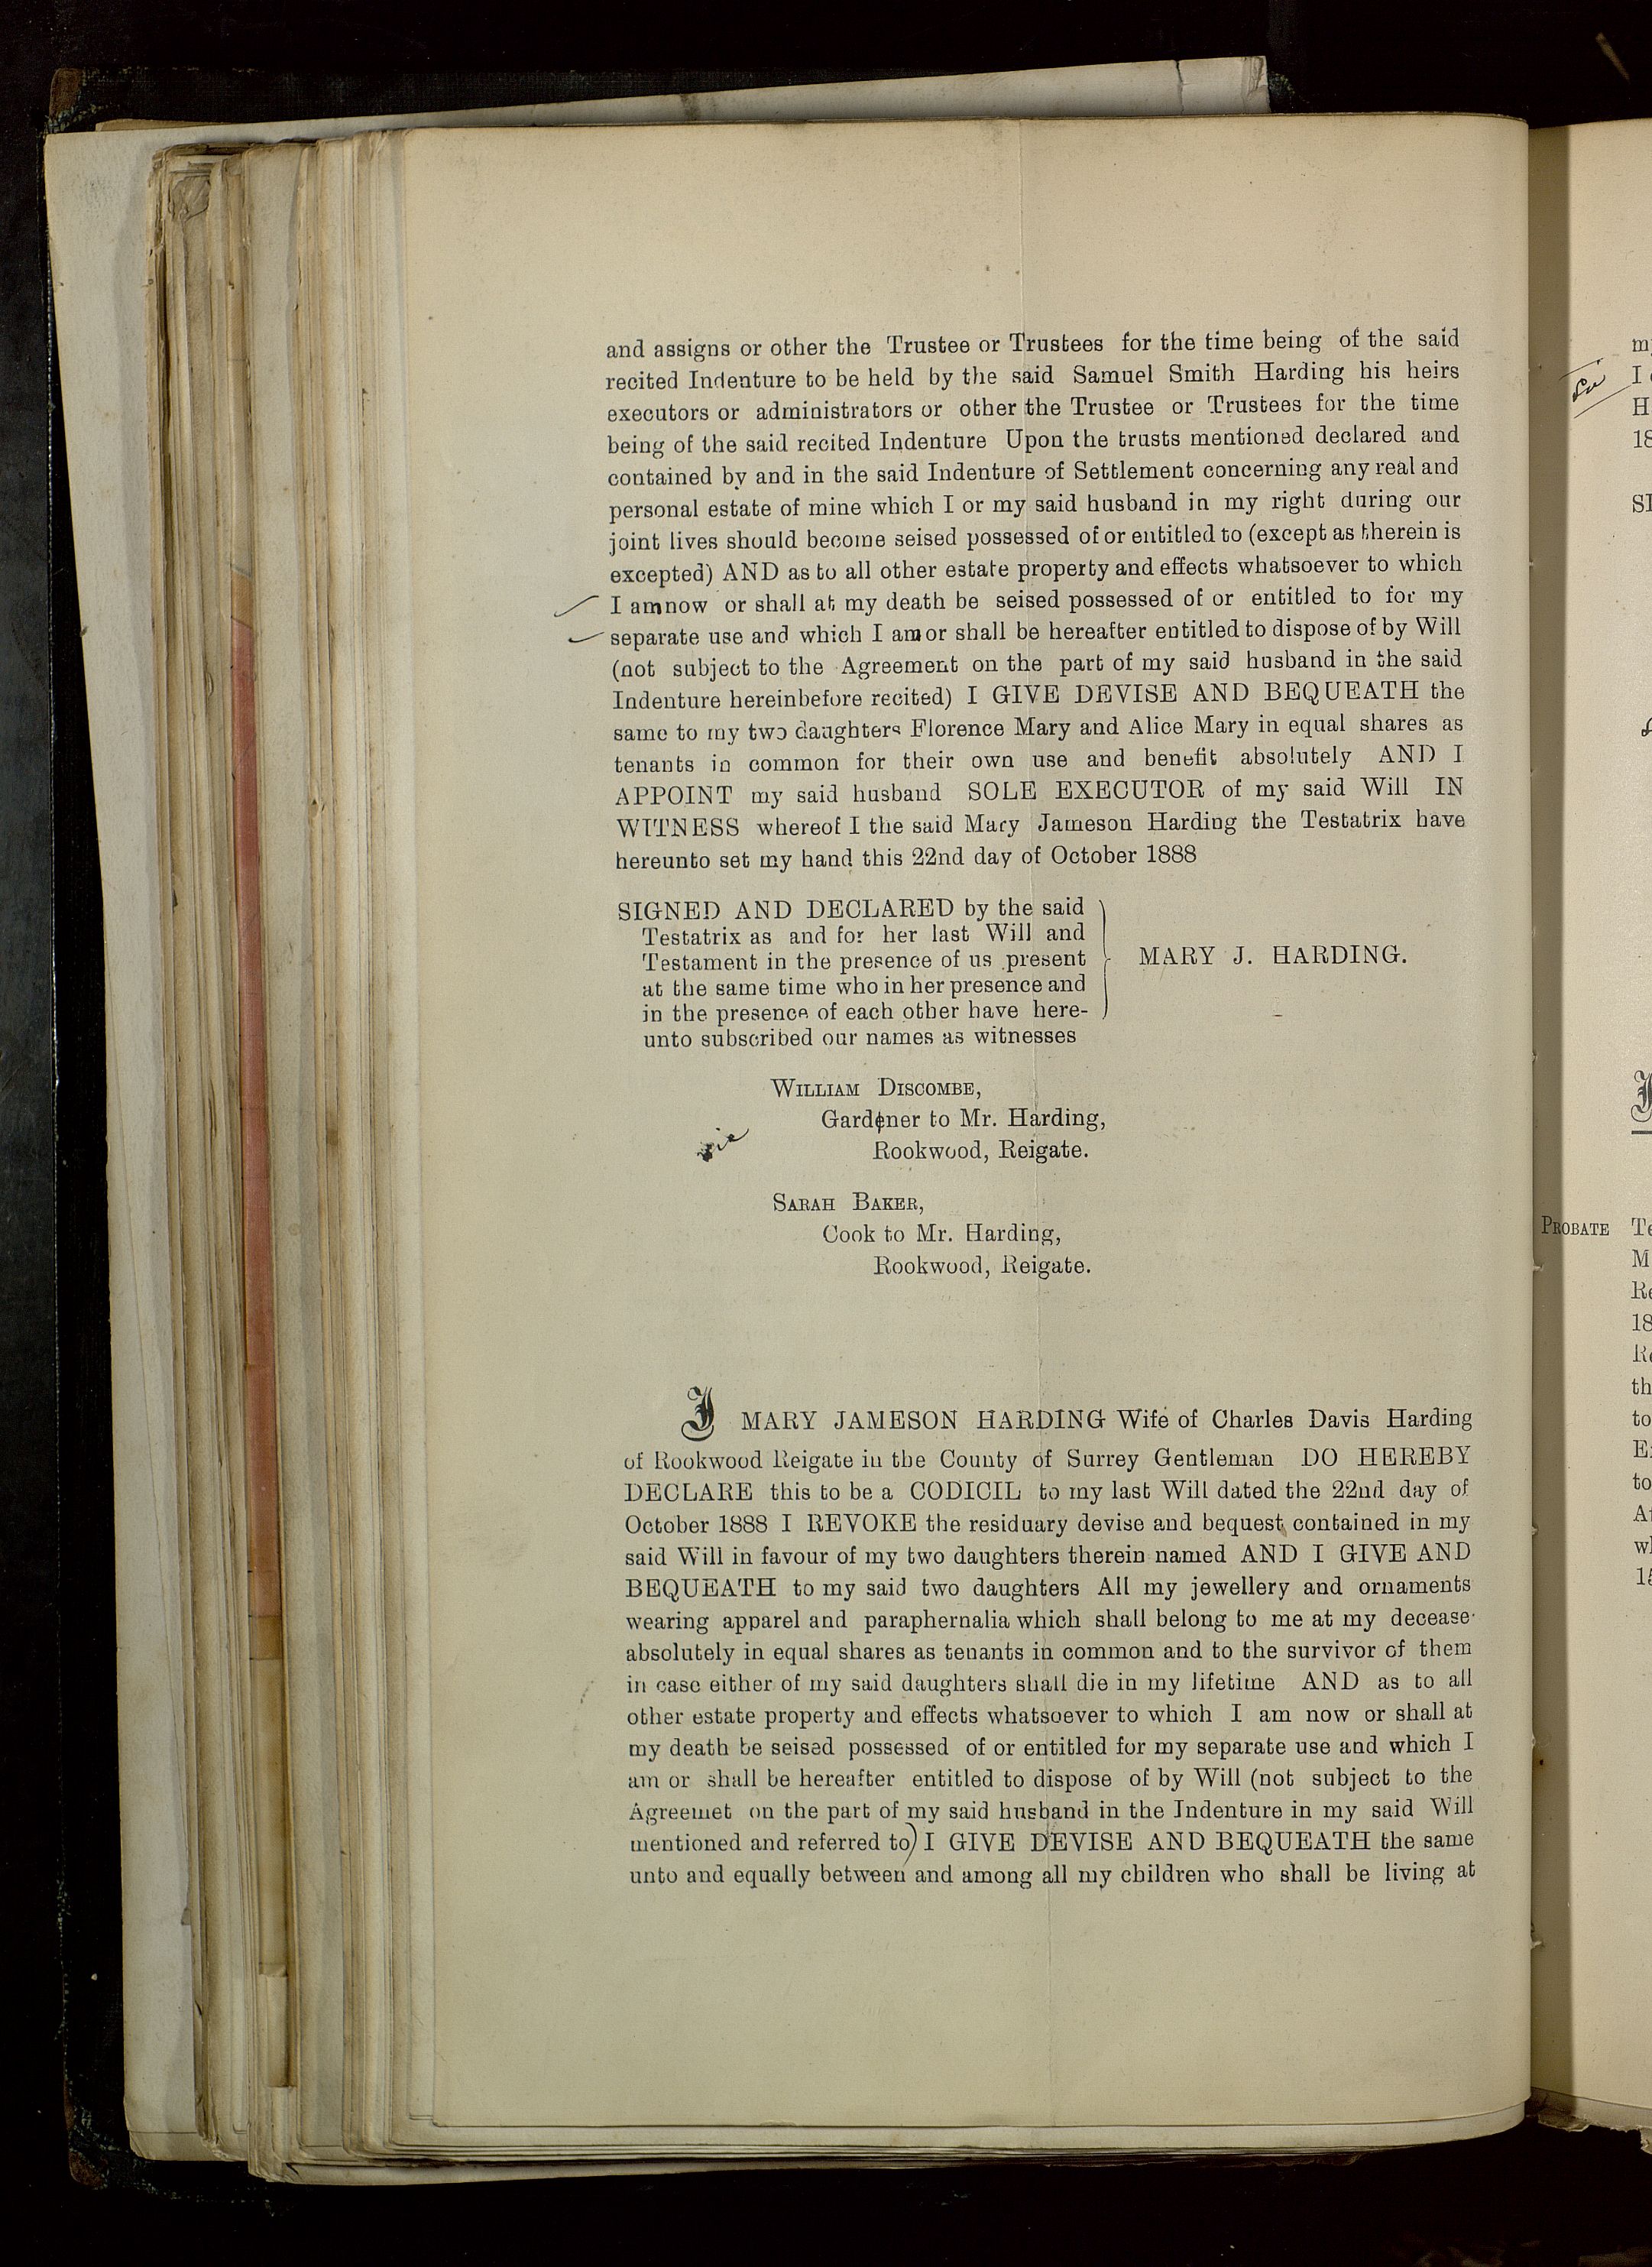 and assigns or other the Trustee or Trustees for the time being of the said
recited Indenture to be held by the said Samuel Smith Harding his heirs
executors or administrators or other the Trustee or Trustees for the time
being of the said recited Indenture Upon the trusts mentioned declared and
contained by and in the said Indenture of Settlement concerning any real and
personal estate of mine which I or my said husband in my right during our
joint lives should become seised possessed of or entitled to (except as therein is
excepted) AND as to all other estate property and effects whatsoever to which
I am now or shall at my death be seised possessed of or entitled to for my
separate use and which I am or shall be hereafter entitled to dispose of by Will
(not subject to the Agreement on the part of my said husband in the said
Indenture hereinbefore recited) I GIVE DEVISE AND BEQUEATH the
same to my two daughters Florence Mary and Alice Mary in equal shares as
tenants in common for their own use and benefit absolutely AND I
APPOINT my said husband SOLE EXECUTOR of my said Will IN
WITNESS whereof I the said Mary Jameson Harding the Testatrix have
hereunto set my hand this 22nd day of October 1888
SIGNED AND DECLARED by the said
Testatrix as and for her last Will and
Testament in the presence of us present
at the same time who in her presence and
in the presence of each other have here-
unto subscribed our names as witnesses
MARY J. HARDING.
WILLIAM DISCOMBE,
Gardener to Mr. Harding,
Rookwood, Reigate.
SARAH BAKER,
Cook to Mr. Harding,
Rookwood, Reigate.
I MARY JAMESON HARDING Wife of Charles Davis Harding
of Rookwood Reigate in the County of Surrey Gentleman DO HEREBY
DECLARE this to be a CODICIL to my last Will dated the 22nd day of
October 1888 I REVOKE the residuary devise and bequest contained in my
said Will in favour of my two daughters therein named AND I GIVE AND
BEQUEATH to my said two daughters All my jewellery and ornaments
wearing apparel and paraphernalia which shall belong to me at my decease
absolutely in equal shares as tenants in common and to the survivor of them
in case either of my said daughters shall die in my lifetime AND as to all
other estate property and effects whatsoever to which I am now or shall at
my death be seised possessed of or entitled for my separate use and which I
am or shall be hereafter entitled to dispose of by Will (not subject to the
Agreemet on the part of my said husband in the Indenture in my said Will
mentioned and referred to) I GIVE DEVISE AND BEQUEATH the same
unto and equally between and among all my children who shall be living at
PROBATE